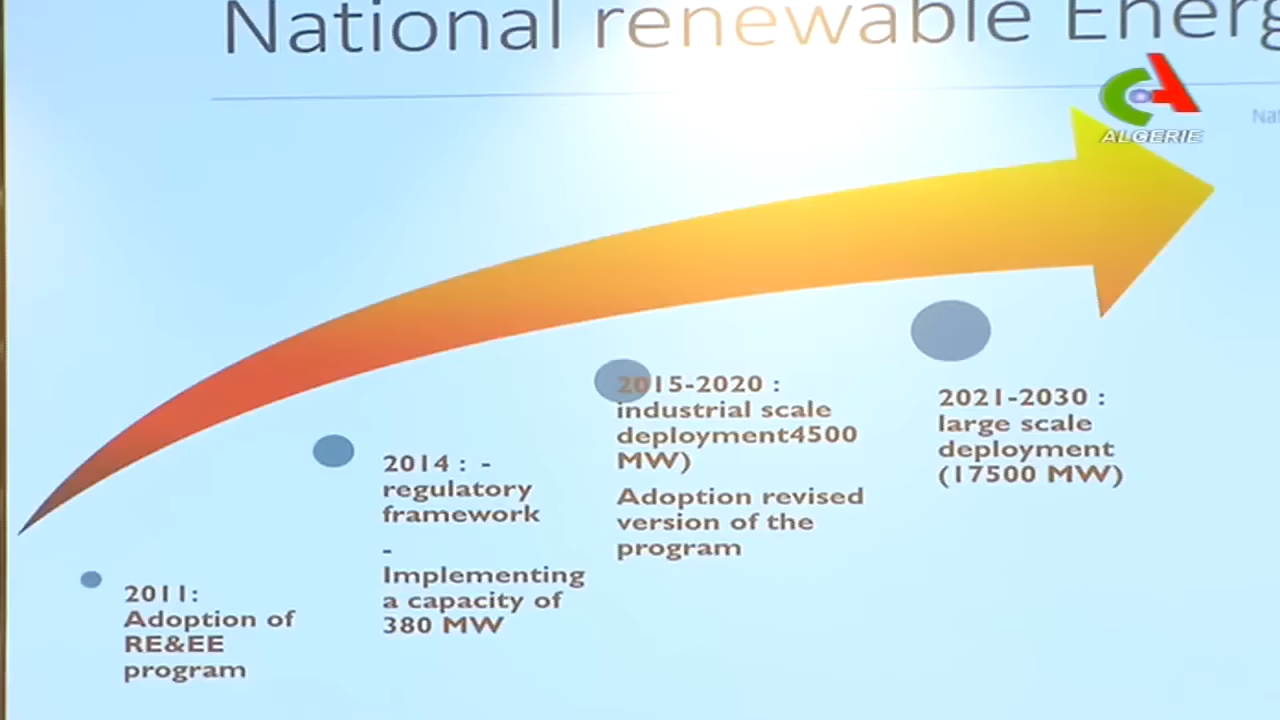 National renewable Energ
ALGERIE
Nat
2011:
Adoption of
RE&EE
program
2014 : -
regulatory
framework
-
Implementing
a capacity of
380 MW
2015-2020 :
industrial scale
deployment4500
MW)
Adoption revised
version of the
program
2021-2030 :
large scale
deployment
(17500 MW)